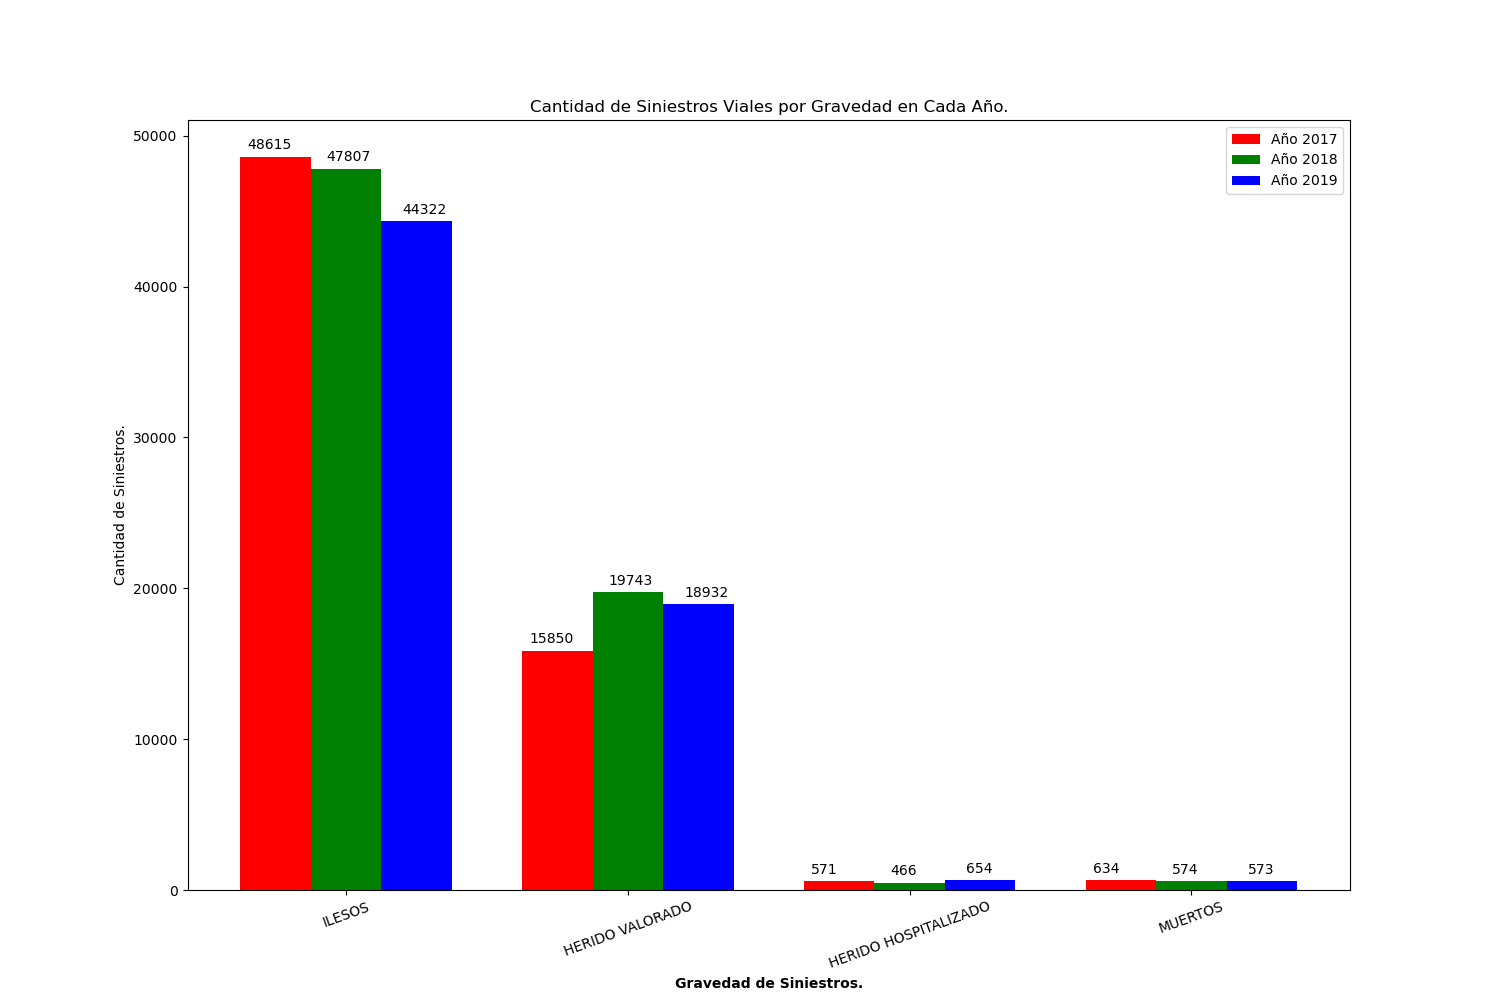 Cantidad de Siniestros Viales por Gravedad en Cada Año.
Año 2017
Año 2018
Año 2019
Cantidad de Siniestros.
50000
40000
30000
20000
10000
0
48615
47807
44322
15850
19743
18932
571
466
654
634
574
573
ILESOS
HERIDO VALORADO
HERIDO HOSPITALIZADO
MUERTOS
Gravedad de Siniestros.